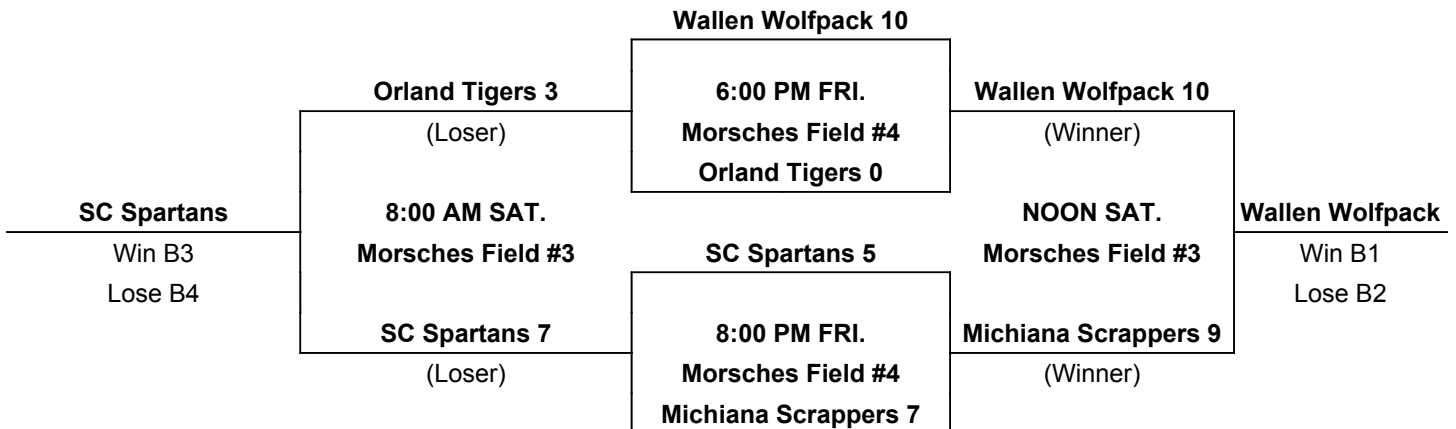 Wallen Wolfpack 10
Orland Tigers 3 6:00 PM FRI. Wallen Wolfpack 10
(Loser) Morsches Field #4 (Winner)
Orland Tigers 0
SC Spartans 8:00 AM SAT. NOON SAT. Wallen Wolfpack
Win B3 Morsches Field #3 SC Spartans 5 Morsches Field #3 Win B1
Lose B4 Lose B2
SC Spartans 7 8:00 PM FRI. Michiana Scrappers 9
(Loser) Morsches Field #4 (Winner)
Michiana Scrappers 7